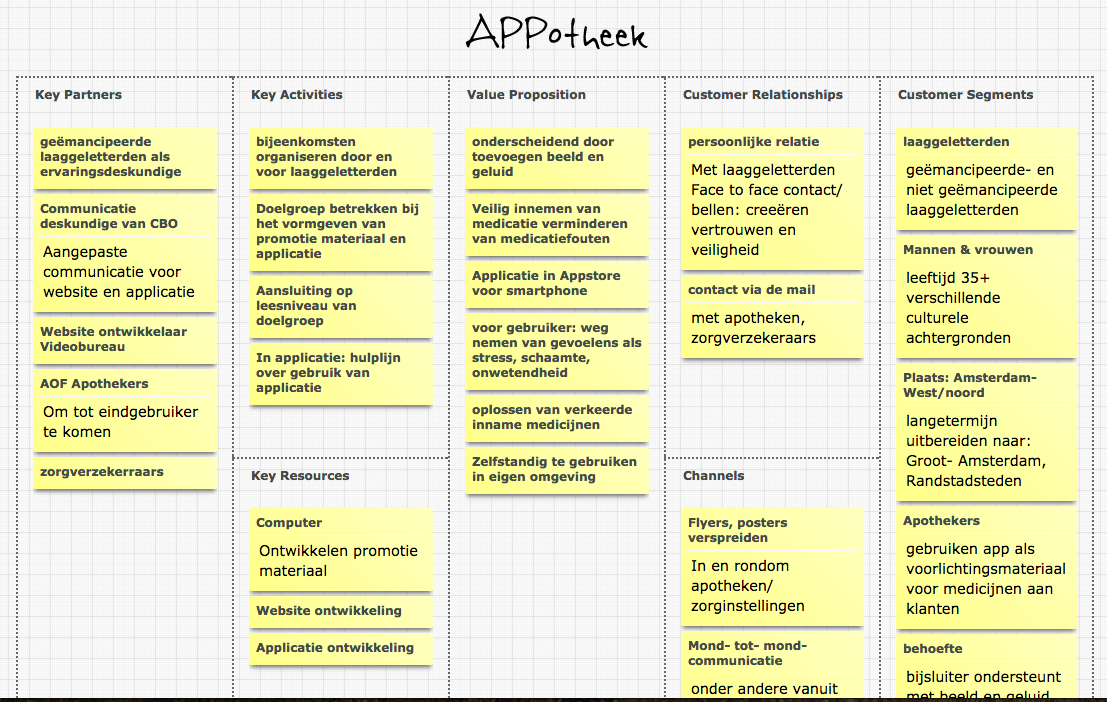 APPotheek
Key Partners
geëmancipeerde
laaggeletterden als
ervaringsdeskundige
Communicatie
deskundige van CBO
Aangepaste
communicatie voor
website en applicatie
Website ontwikkelaar
Videobureau
AOF Apothekers
Om tot eindgebruiker
te komen
zorgverzekerraars
Key Activities
bijeenkomsten
organiseren door en
voor laaggeletterden
Doelgroep betrekken bij
het vormgeven van
promotie materiaal en
applicatie
Aansluiting op
leesniveau van
doelgroep
In applicatie: hulplijn
over gebruik van
applicatie
Key Resources
Computer
Ontwikkelen promotie
materiaal
Website ontwikkeling
Applicatie ontwikkeling
Value Proposition
onderscheidend door
toevoegen beeld en
geluid
Veilig innemen van
medicatie verminderen
van medicatiefouten
Applicatie in Appstore
voor smartphone
voor gebruiker: weg
nemen van gevoelens als
stress, schaamte,
onwetendheid
oplossen van verkeerde
inname medicijnen
Zelfstandig te gebruiken
in eigen omgeving
Customer Relationships
persoonlijke relatie
Met laaggeletterden
Face to face contact/
bellen: creeëren
vertrouwen en
veiligheid
contact via de mail
met apotheken,
zorgverzekeraars
Channels
Flyers, posters
verspreiden
In en rondom
apotheken/
zorginstellingen
Mond- tot- mond-
communicatie
onder andere vanuit
Customer Segments
laaggeletterden
geëmancipeerde- en
niet geëmancipeerde
laaggeletterden
Mannen & vrouwen
leeftijd 35+
verschillende
culturele
achtergronden
Plaats: Amsterdam-
West/noord
langetermijn
uitbereiden naar:
Groot- Amsterdam,
Randstadsteden
Apothekers
gebruiken app als
voorlichtingsmateriaal
voor medicijnen aan
klanten
behoefte
bijsluiter ondersteunt
met beeld en geluid